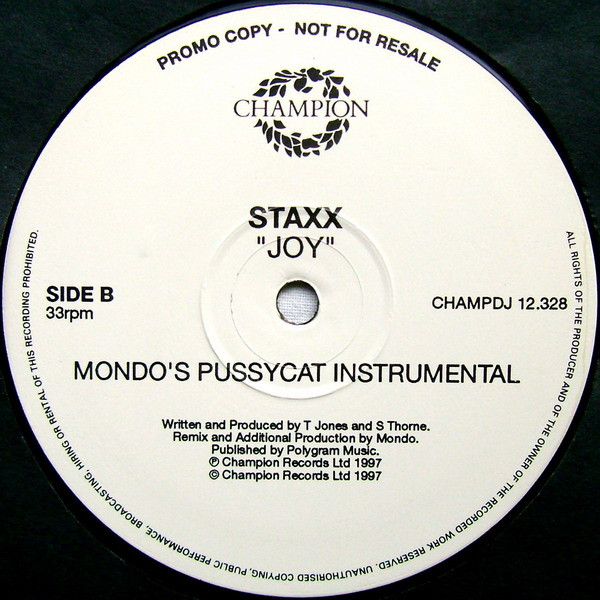 PROMO COPY - NOT FOR RESALE
CHAMPION
STAXX
"JOY"
SIDE B
33rpm
CHAMPDJ 12.328
MONDO'S PUSSYCAT INSTRUMENTAL
Written and Produced by T Jones and S Thorne.
Remix and Additional Production by Mondo.
Published by Polygram Music.
℗ Champion Records Ltd 1997
© Champion Records Ltd 1997
ALL RIGHTS OF THE PRODUCER AND OF THE OWNER OF THE RECORDED WORK RESERVED. UNAUTHORISED COPYING, PUBLIC PERFORMANCE, BROADCASTING, HIRING OR RENTAL OF THIS RECORDING PROHIBITED.